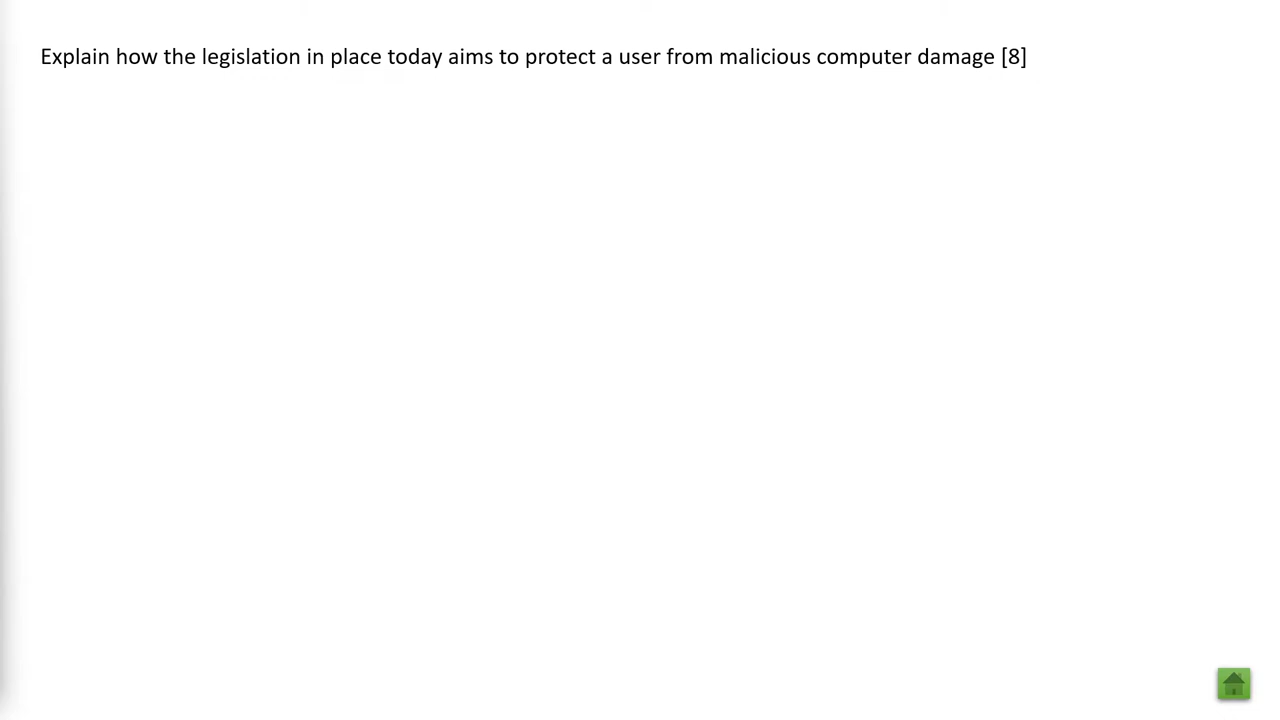 Explain how the legislation in place today aims to protect a user from malicious computer damage [8]